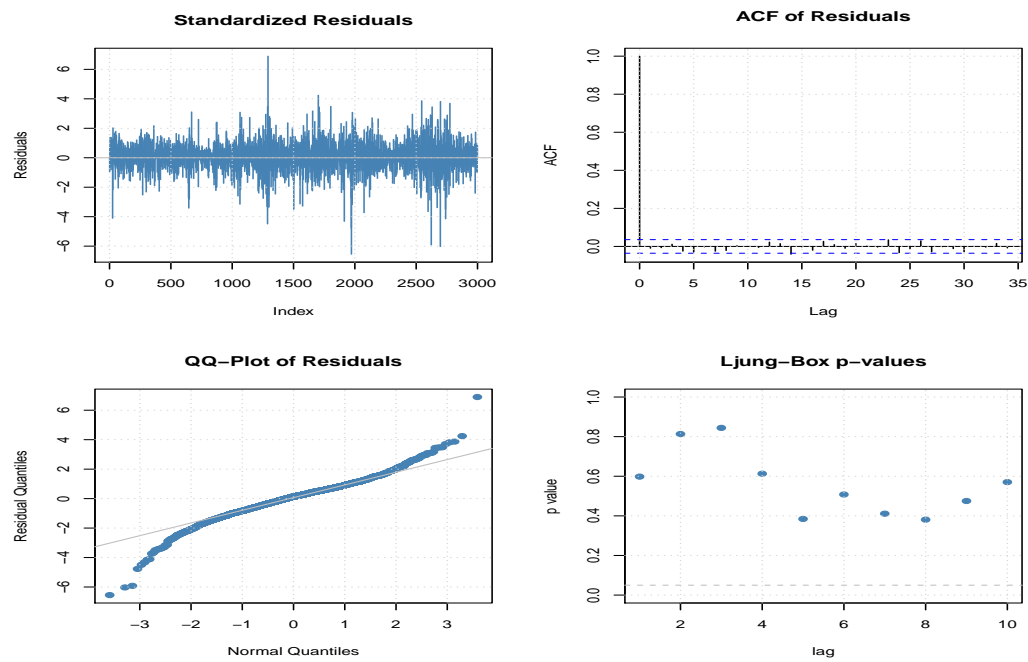 Standardized Residuals
Residuals
6
4
2
0
−2
−4
−6
0 500 1000 1500 2000 2500 3000
Index
ACF of Residuals
ACF
1.0
0.8
0.6
0.4
0.2
0.0
0 5 10 15 20 25 30 35
Lag
QQ−Plot of Residuals
Residual Quantiles
6
4
2
0
−2
−4
−6
−3 −2 −1 0 1 2 3
Normal Quantiles
Ljung−Box p−values
p value
1.0
0.8
0.6
0.4
0.2
0.0
2 4 6 8 10
lag